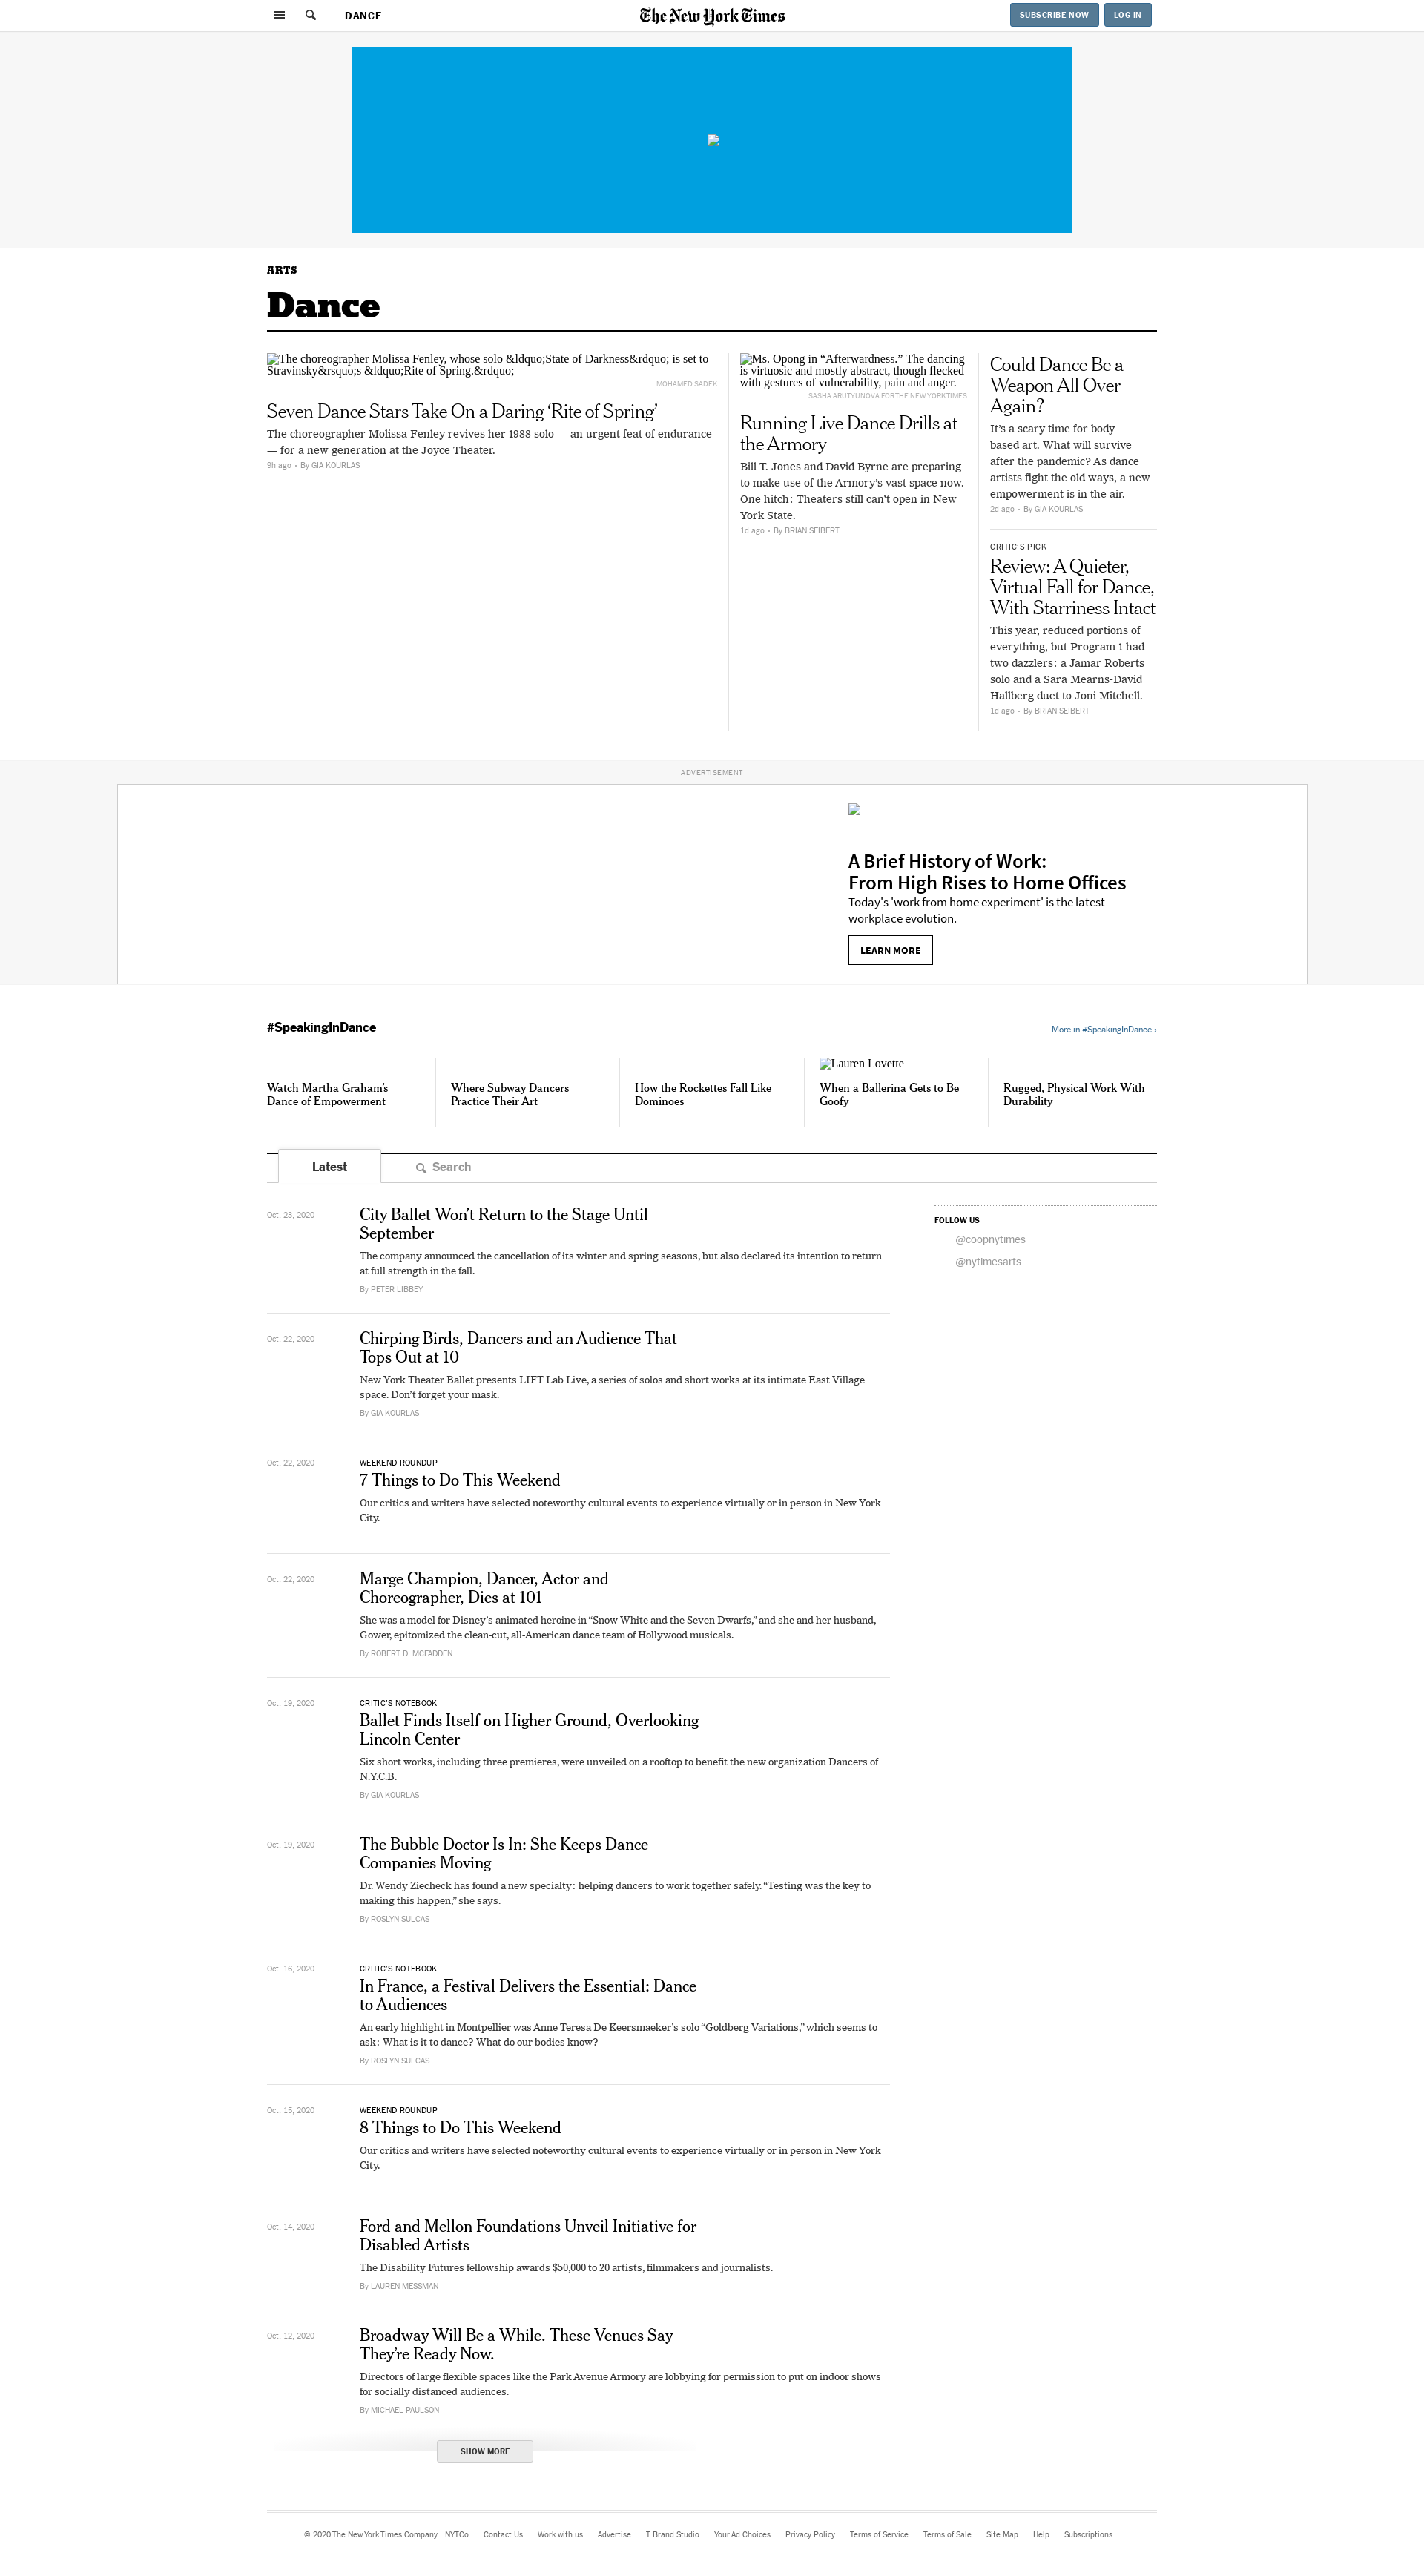 DANCE
The New York Times
SUBSCRIBE NOW
LOG IN
ARTS
Dance
The choreographer Molissa Fenley, whose solo &ldquo;State of Darkness&rdquo; is set to
Stravinsky&rsquo;s &ldquo;Rite of Spring.&rdquo;
MOHAMED SADEK
Seven Dance Stars Take On a Daring ‘Rite of Spring’
The choreographer Molissa Fenley revives her 1988 solo — an urgent feat of endurance
— for a new generation at the Joyce Theater.
9h ago • By GIA KOURLAS
Ms. Opong in “Afterwardness.” The dancing
is virtuosic and mostly abstract, though flecked
with gestures of vulnerability, pain and anger.
SASHA ARUTYUNOVA FOR THE NEW YORK TIMES
Running Live Dance Drills at
the Armory
Bill T. Jones and David Byrne are preparing
to make use of the Armory’s vast space now.
One hitch: Theaters still can’t open in New
York State.
1d ago • By BRIAN SEIBERT
Could Dance Be a
Weapon All Over
Again?
It’s a scary time for body-
based art. What will survive
after the pandemic? As dance
artists fight the old ways, a new
empowerment is in the air.
2d ago • By GIA KOURLAS
CRITIC’S PICK
Review: A Quieter,
Virtual Fall for Dance,
With Starriness Intact
This year, reduced portions of
everything, but Program 1 had
two dazzlers: a Jamar Roberts
solo and a Sara Mearns-David
Hallberg duet to Joni Mitchell.
1d ago • By BRIAN SEIBERT
ADVERTISEMENT
A Brief History of Work:
From High Rises to Home Offices
Today's 'work from home experiment' is the latest
workplace evolution.
LEARN MORE
#SpeakingInDance
More in #SpeakingInDance ›
Watch Martha Graham’s
Dance of Empowerment
Where Subway Dancers
Practice Their Art
How the Rockettes Fall Like
Dominoes
Lauren Lovette
When a Ballerina Gets to Be
Goofy
Rugged, Physical Work With
Durability
Latest
Search
Oct. 23, 2020
City Ballet Won’t Return to the Stage Until
September
The company announced the cancellation of its winter and spring seasons, but also declared its intention to return
at full strength in the fall.
By PETER LIBBEY
FOLLOW US
@coopnytimes
@nytimesarts
Oct. 22, 2020
Chirping Birds, Dancers and an Audience That
Tops Out at 10
New York Theater Ballet presents LIFT Lab Live, a series of solos and short works at its intimate East Village
space. Don’t forget your mask.
By GIA KOURLAS
Oct. 22, 2020
WEEKEND ROUNDUP
7 Things to Do This Weekend
Our critics and writers have selected noteworthy cultural events to experience virtually or in person in New York
City.
Oct. 22, 2020
Marge Champion, Dancer, Actor and
Choreographer, Dies at 101
She was a model for Disney’s animated heroine in “Snow White and the Seven Dwarfs,” and she and her husband,
Gower, epitomized the clean-cut, all-American dance team of Hollywood musicals.
By ROBERT D. MCFADDEN
Oct. 19, 2020
CRITIC’S NOTEBOOK
Ballet Finds Itself on Higher Ground, Overlooking
Lincoln Center
Six short works, including three premieres, were unveiled on a rooftop to benefit the new organization Dancers of
N.Y.C.B.
By GIA KOURLAS
Oct. 19, 2020
The Bubble Doctor Is In: She Keeps Dance
Companies Moving
Dr. Wendy Ziecheck has found a new specialty: helping dancers to work together safely. “Testing was the key to
making this happen,” she says.
By ROSLYN SULCAS
Oct. 16, 2020
CRITIC’S NOTEBOOK
In France, a Festival Delivers the Essential: Dance
to Audiences
An early highlight in Montpellier was Anne Teresa De Keersmaeker’s solo “Goldberg Variations,” which seems to
ask: What is it to dance? What do our bodies know?
By ROSLYN SULCAS
Oct. 15, 2020
WEEKEND ROUNDUP
8 Things to Do This Weekend
Our critics and writers have selected noteworthy cultural events to experience virtually or in person in New York
City.
Oct. 14, 2020
Ford and Mellon Foundations Unveil Initiative for
Disabled Artists
The Disability Futures fellowship awards $50,000 to 20 artists, filmmakers and journalists.
By LAUREN MESSMAN
Oct. 12, 2020
Broadway Will Be a While. These Venues Say
They’re Ready Now.
Directors of large flexible spaces like the Park Avenue Armory are lobbying for permission to put on indoor shows
for socially distanced audiences.
By MICHAEL PAULSON
SHOW MORE
© 2020 The New York Times Company NYTCo Contact Us Work with us Advertise T Brand Studio Your Ad Choices Privacy Policy Terms of Service Terms of Sale Site Map Help Subscriptions